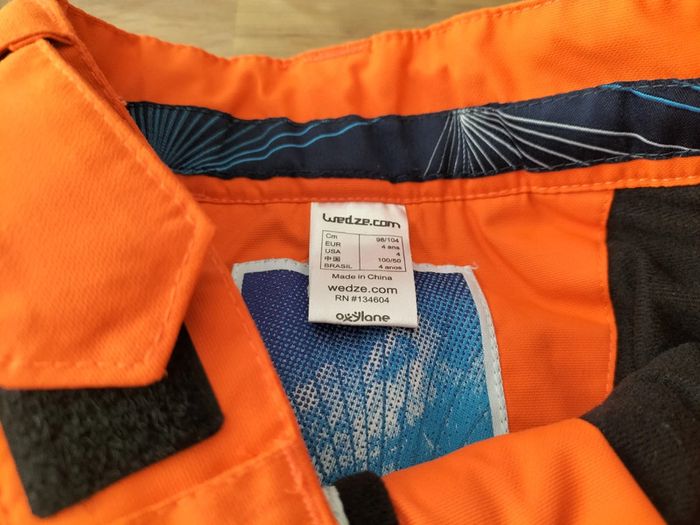 wedze.com
Cm 98/104
EUR 4 ans
USA 4
中国 100/50
BRASIL 4 anos
Made in China
wedze.com
RN #134604
oxylane